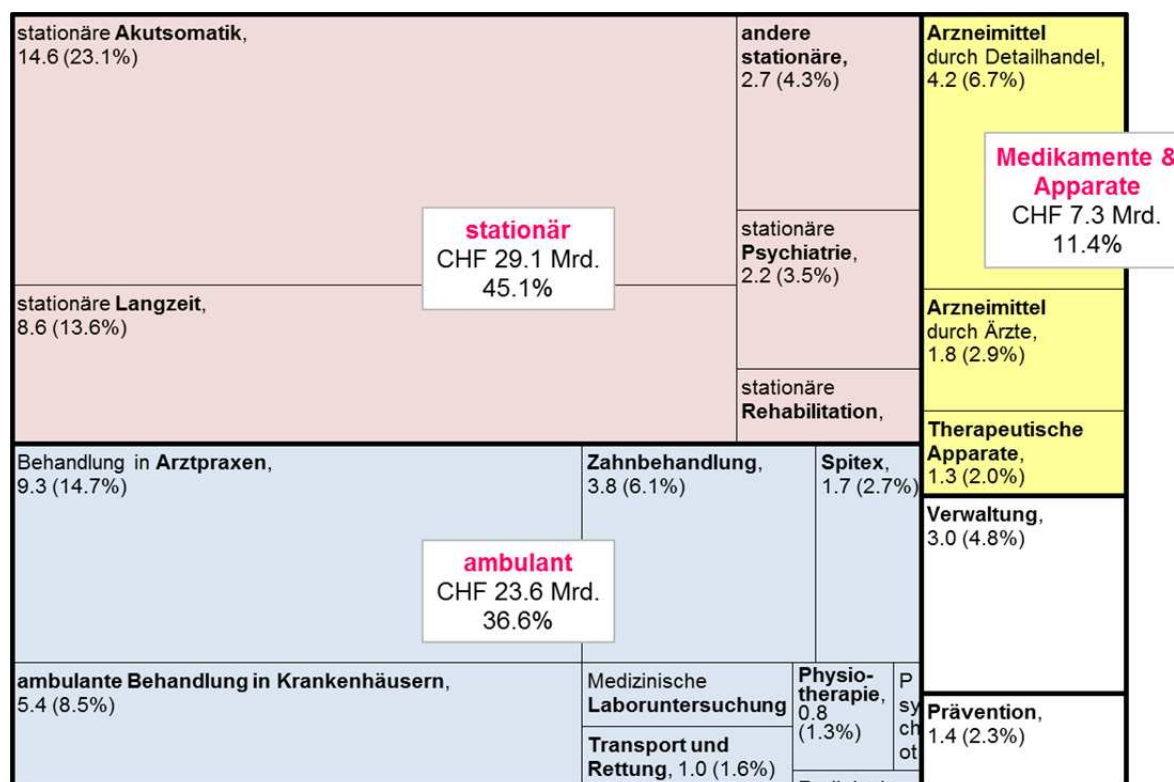 stationäre Akutsomatik,
14.6 (23.1%)
andere
stationäre,
2.7 (4.3%)
Arzneimittel
durch Detailhandel,
4.2 (6.7%)
Medikamente &
Apparate
CHF 7.3 Mrd.
11.4%
stationär
CHF 29.1 Mrd.
45.1%
stationäre
Psychiatrie,
2.2 (3.5%)
stationäre Langzeit,
8.6 (13.6%)
Arzneimittel
durch Ärzte,
1.8 (2.9%)
stationäre
Rehabilitation,
Therapeutische
Apparate,
1.3 (2.0%)
Behandlung in Arztpraxen,
9.3 (14.7%)
Zahnbehandlung,
3.8 (6.1%)
Spitex,
1.7 (2.7%)
Verwaltung,
3.0 (4.8%)
ambulant
CHF 23.6 Mrd.
36.6%
ambulante Behandlung in Krankenhäusern,
5.4 (8.5%)
Medizinische
Laboruntersuchung
Physio-
therapie,
0.8
(1.3%)
P
sy
ch
ot
Prävention,
1.4 (2.3%)
Transport und
Rettung, 1.0 (1.6%)